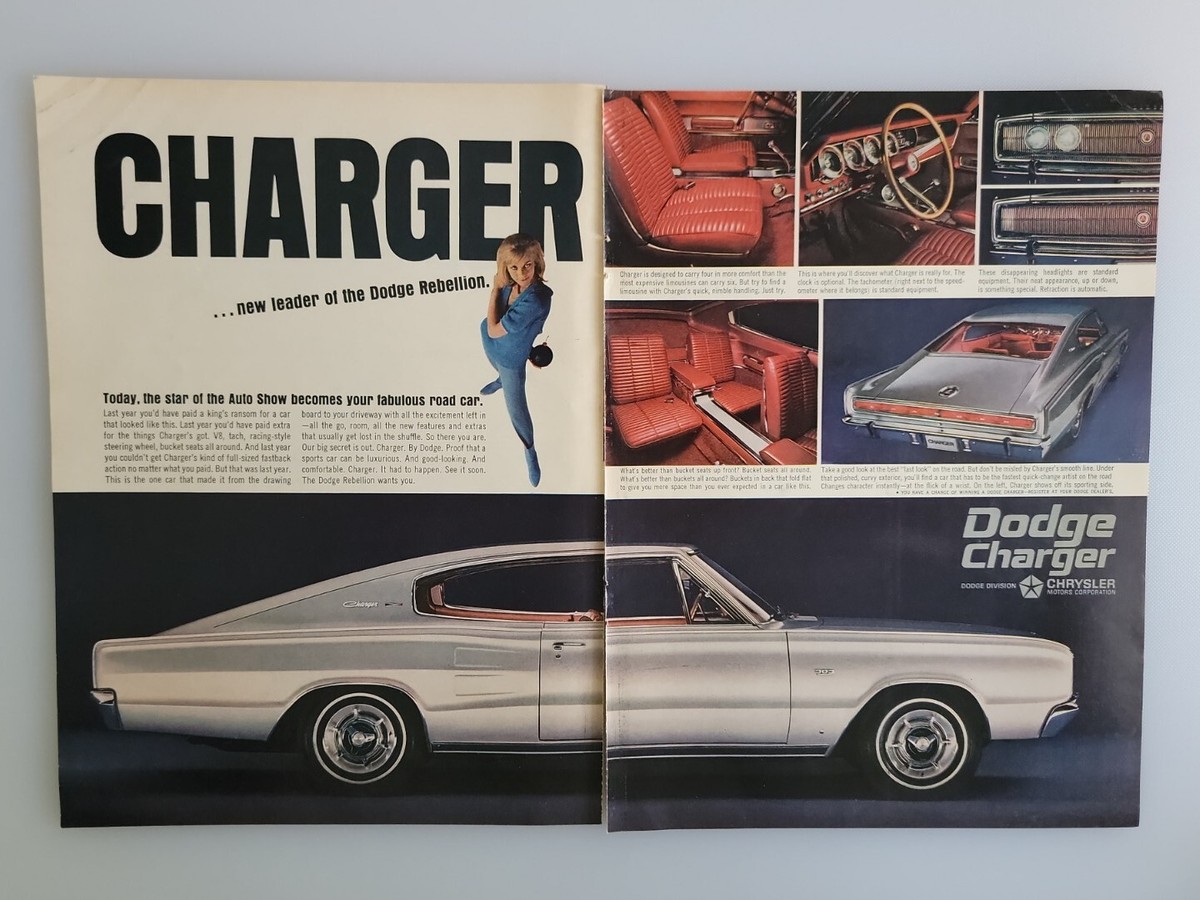 CHARGER
...new leader of the Dodge Rebellion.
Today, the star of the Auto Show becomes your fabulous road car.
Last year you'd have paid a king's ransom for a car
that looked like this. Last year you'd have paid extra
for the things Charger's got. V8, tach, racing-style
steering wheel, bucket seats all around. And last year
you couldn't get Charger's kind of full-sized fastback
action no matter what you paid. But that was last year.
This is the one car that made it from the drawing
board to your driveway with all the excitement left in
—all the go, room, all the new features and extras
that usually get lost in the shuffle. So there you are.
Our big secret is out. Charger. By Dodge. Proof that a
sports car can be luxurious. And good-looking. And
comfortable. Charger. It had to happen. See it soon.
The Dodge Rebellion wants you.
Charger is designed to carry four in more comfort than the
most expensive limousines can carry six. But try to find a
limousine with Charger's quick, nimble handling. Just try.
This is where you'll discover what Charger is really for. The
clock is optional. The tachometer (right next to the speed-
ometer where it belongs) is standard equipment.
These disappearing headlights are standard
equipment. Their neat appearance, up or down,
is something special. Retraction is automatic.
What's better than bucket seats up front? Bucket seats all around.
What's better than buckets all around? Buckets in back that fold flat
to give you more space than you ever expected in a car like this.
CHARGER
Take a good look at the best "fast look" on the road. But don't be misled by Charger's smooth line. Under
that polished, curvy exterior, you'll find a car that has to be the fastest quick-change artist on the road
Changes character instantly—at the flick of a wrist. On the left, Charger shows off its sporting side.
• YOU HAVE A CHANCE OF WINNING A DODGE CHARGER—REGISTER AT YOUR DODGE DEALER'S.
Dodge
Charger
DODGE DIVISION CHRYSLER
MOTORS CORPORATION
Charger